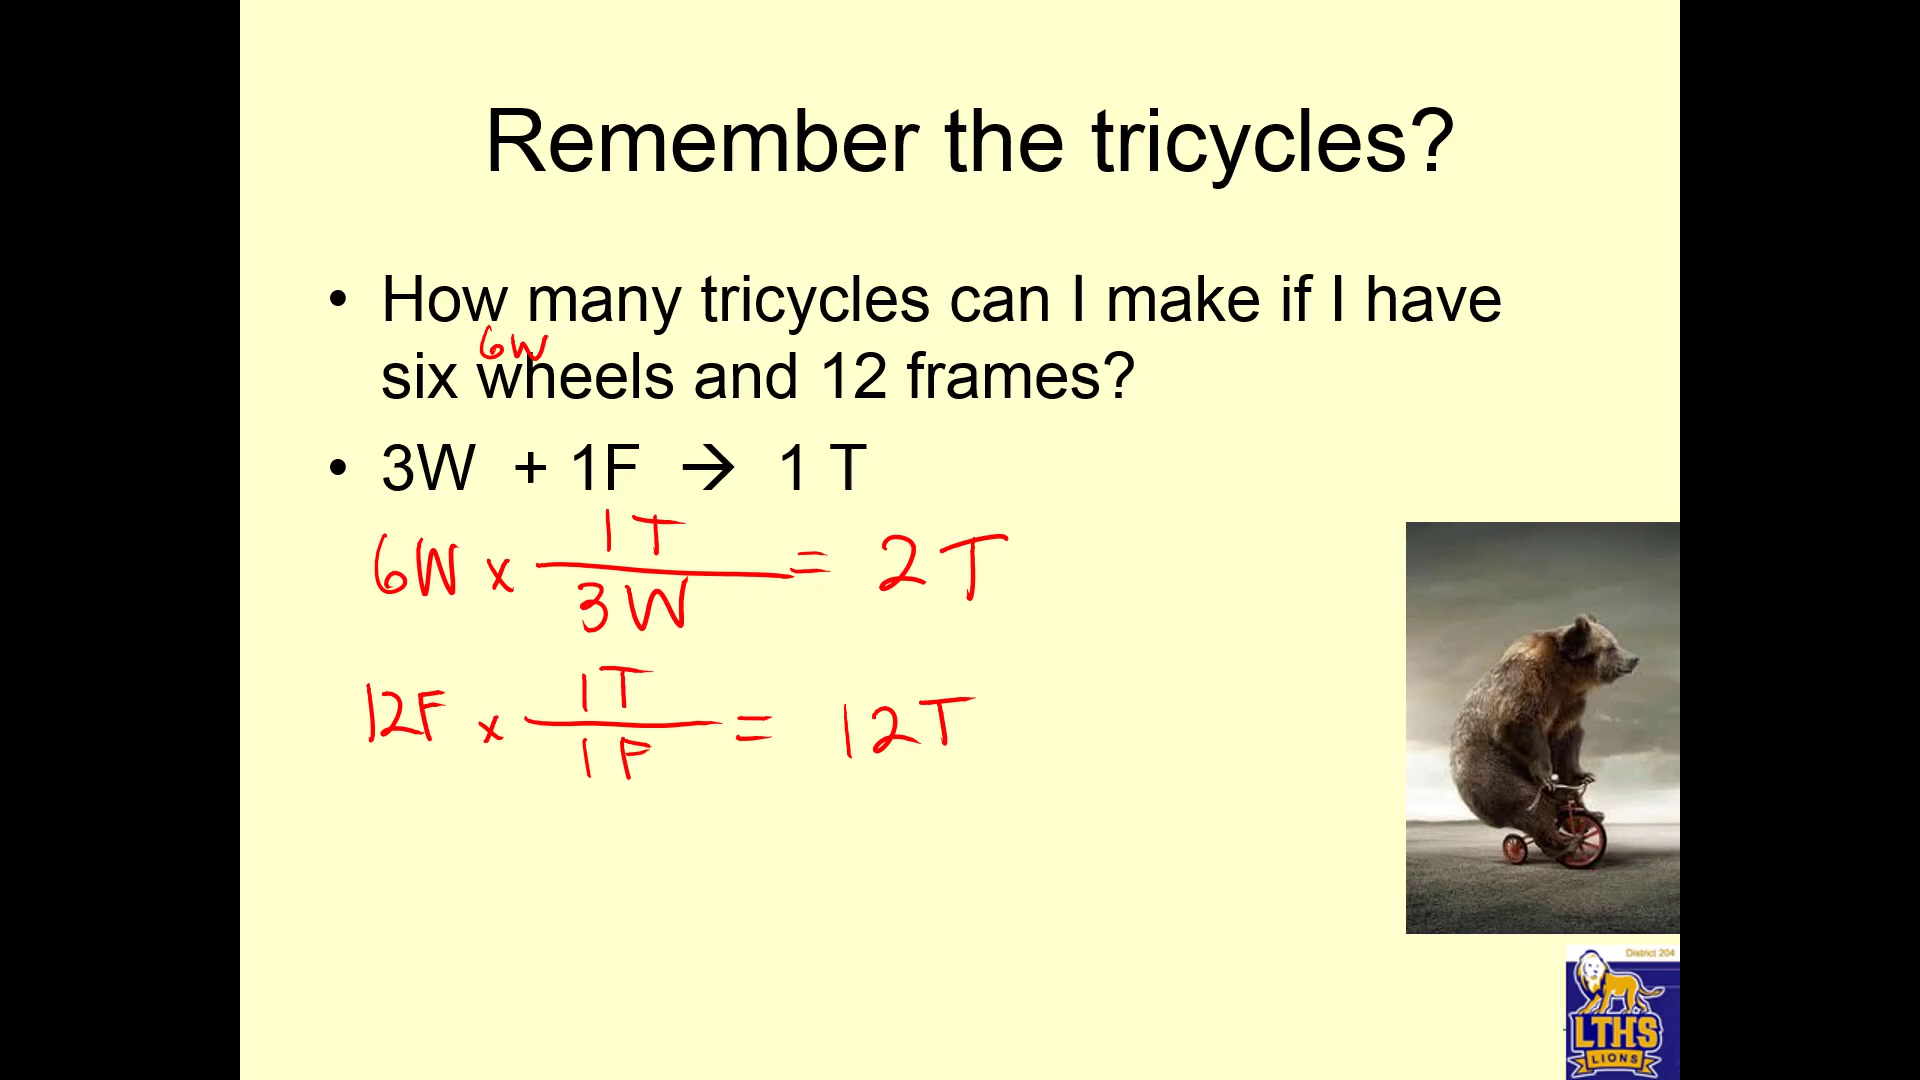 Remember the tricycles?
• How many tricycles can I make if I have
6W
six wheels and 12 frames?
• 3W + 1F → 1 T
6W x 1T = 2T
3W
12F x 1T = 12T
1F
District 204
LTHS
LIONS